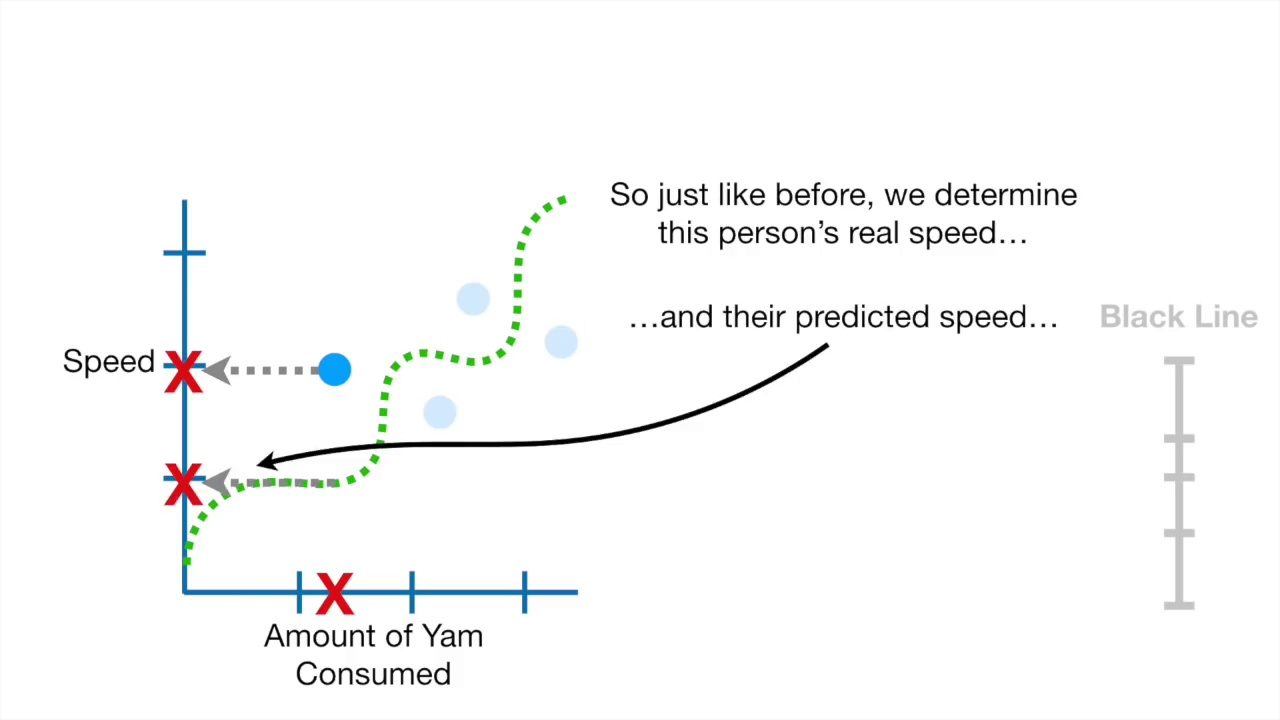 So just like before, we determine
this person’s real speed…
…and their predicted speed…
Black Line
Speed
X
X
X
Amount of Yam
Consumed